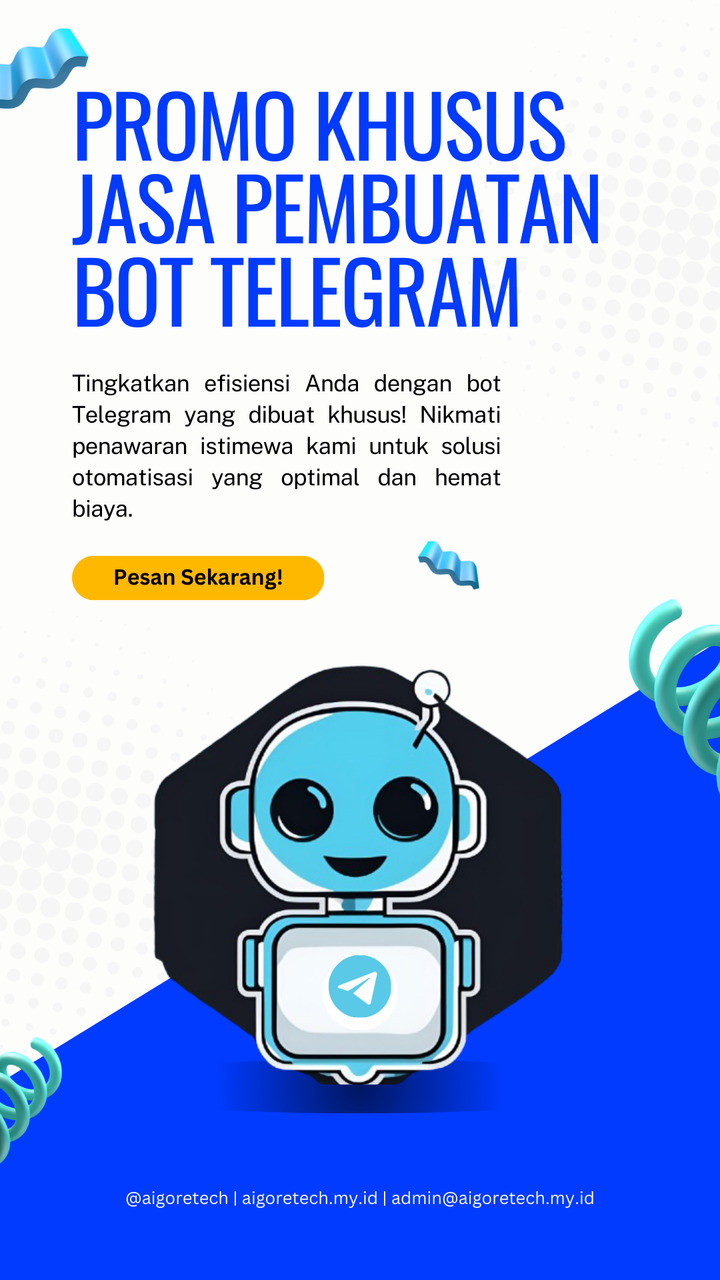 PROMO KHUSUS
JASA PEMBUATAN
BOT TELEGRAM
Tingkatkan efisiensi Anda dengan bot
Telegram yang dibuat khusus! Nikmati
penawaran istimewa kami untuk solusi
otomatisasi yang optimal dan hemat
biaya.
Pesan Sekarang!
@aigoretech | aigoretech.my.id | admin@aigoretech.my.id